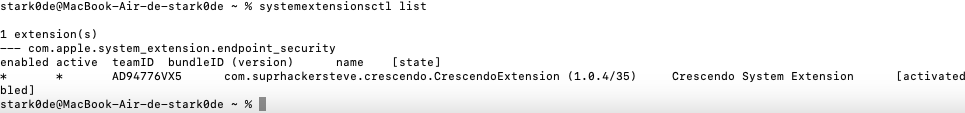 stark0de@MacBook-Air-de-stark0de ~ % systemextensionsctl list
1 extension(s)
--- com.apple.system_extension.endpoint_security
enabled active teamID bundleID (version) name [state]
* * AD94776VX5 com.suprhackersteve.crescendo.CrescendoExtension (1.0.4/35) Crescendo System Extension [activated
bled]
stark0de@MacBook-Air-de-stark0de ~ %